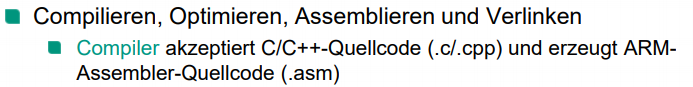 Compilieren, Optimieren, Assemblieren und Verlinken
Compiler akzeptiert C/C++-Quellcode (.c/.cpp) und erzeugt ARM-
Assembler-Quellcode (.asm)